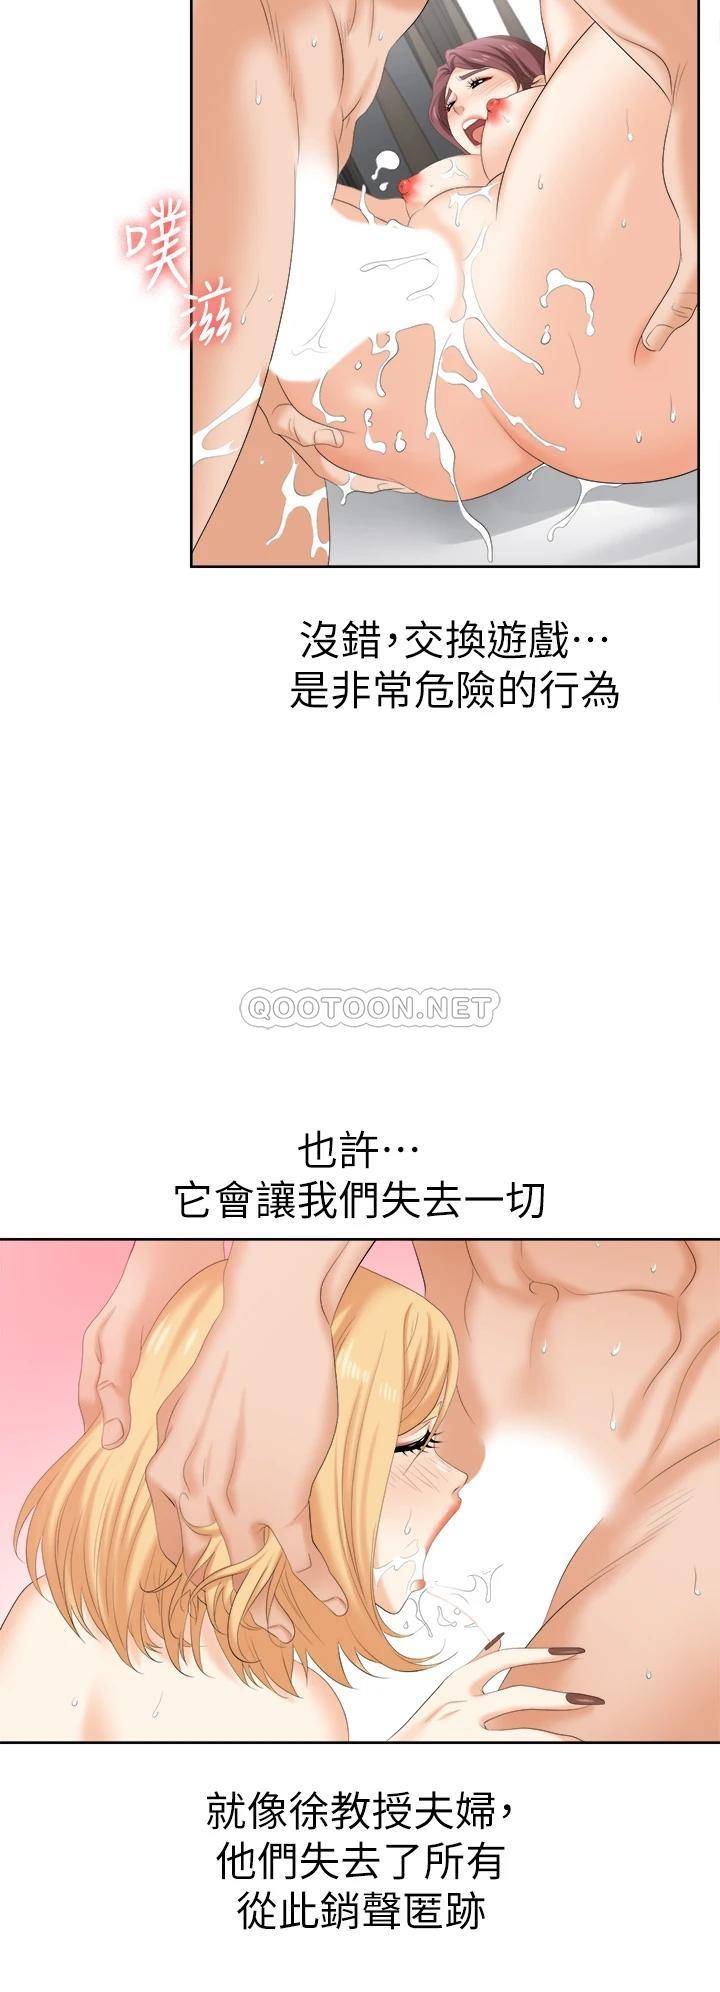 噗
滋
沒錯,交換遊戲…
是非常危險的行為
QOOTOON.NET
也許…
它會讓我們失去一切
就像徐教授夫婦,
他們失去了所有
從此銷聲匿跡